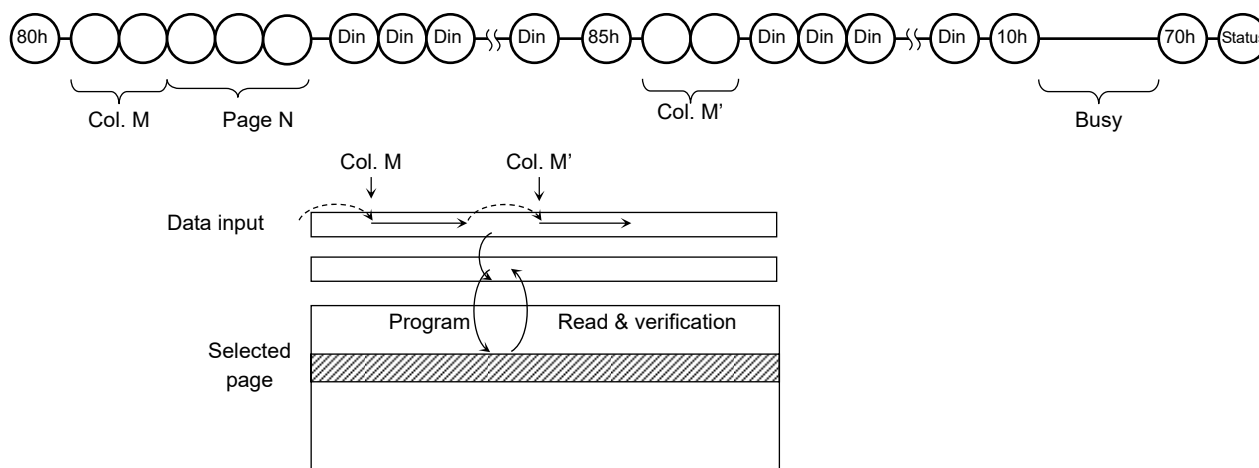 80h Din Din Din Din 85h Din Din Din Din 10h 70h Status
Col. M Page N Col. M’ Busy
Col. M Col. M’
Data input
Program Read & verification
Selected
page